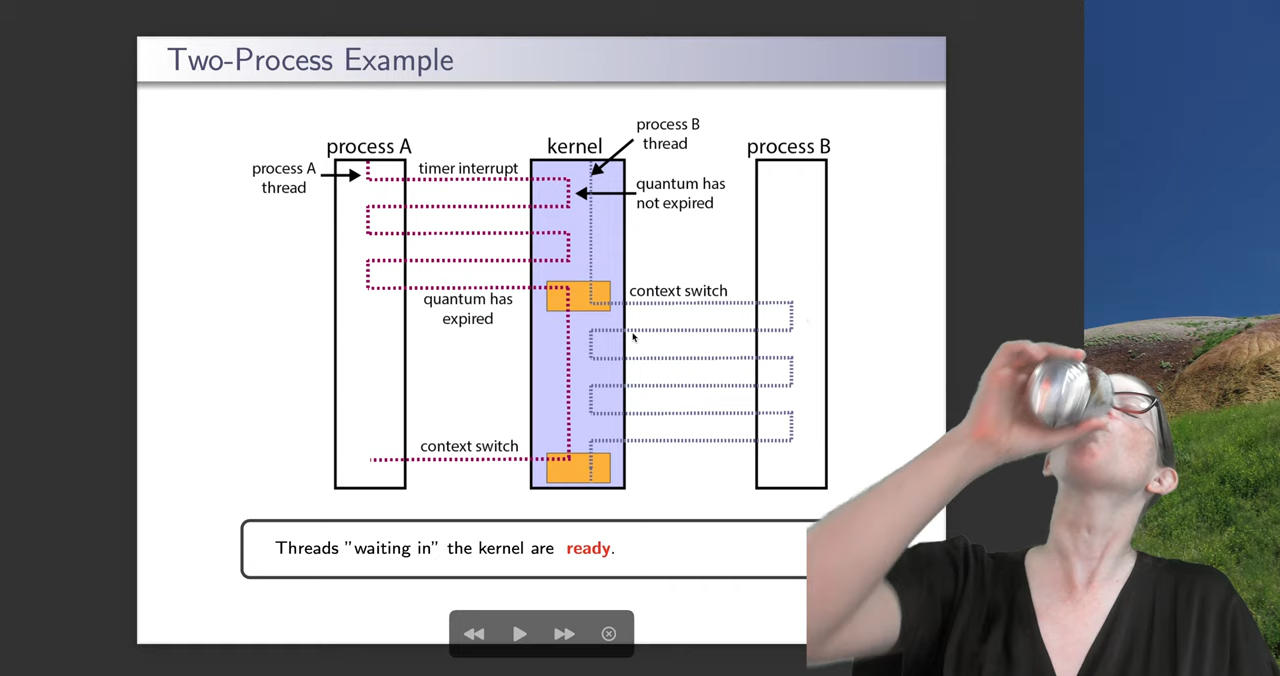 Two-Process Example
process A
kernel
process B
process B
thread
process A
thread
timer interrupt
quantum has
not expired
quantum has
expired
context switch
context switch
Threads "waiting in" the kernel are ready.